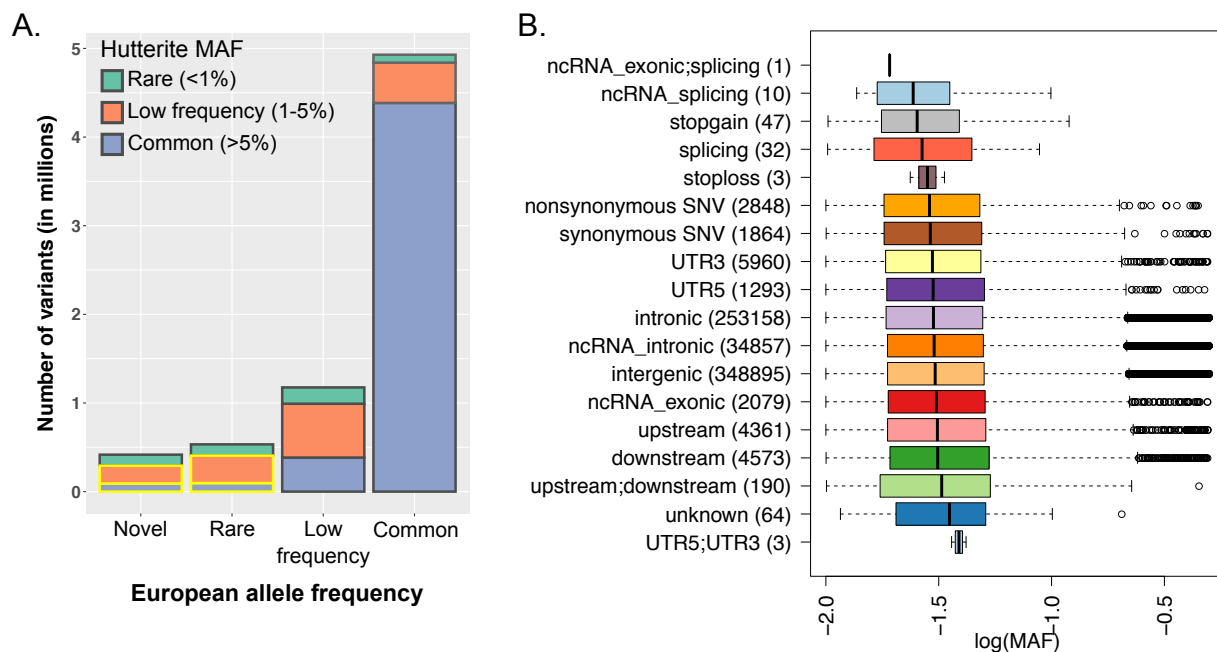 A.
Hutterite MAF
Rare (<1%)
Low frequency (1-5%)
Common (>5%)
Number of variants (in millions)
5
4
3
2
1
0
Novel
Rare
Low
frequency
Common
European allele frequency
B.
ncRNA_exonic;splicing (1)
ncRNA_splicing (10)
stopgain (47)
splicing (32)
stoploss (3)
nonsynonymous SNV (2848)
synonymous SNV (1864)
UTR3 (5960)
UTR5 (1293)
intronic (253158)
ncRNA_intronic (34857)
intergenic (348895)
ncRNA_exonic (2079)
upstream (4361)
downstream (4573)
upstream;downstream (190)
unknown (64)
UTR5;UTR3 (3)
-2.0
-1.5
-1.0
-0.5
log(MAF)